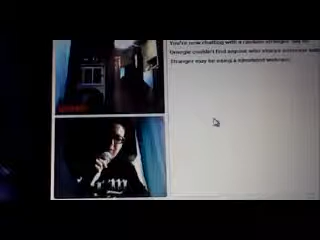 You're now chatting with a random stranger. Say hi!
Omegle couldn't find anyone who shares interests with
Stranger may be using a simulated webcam.